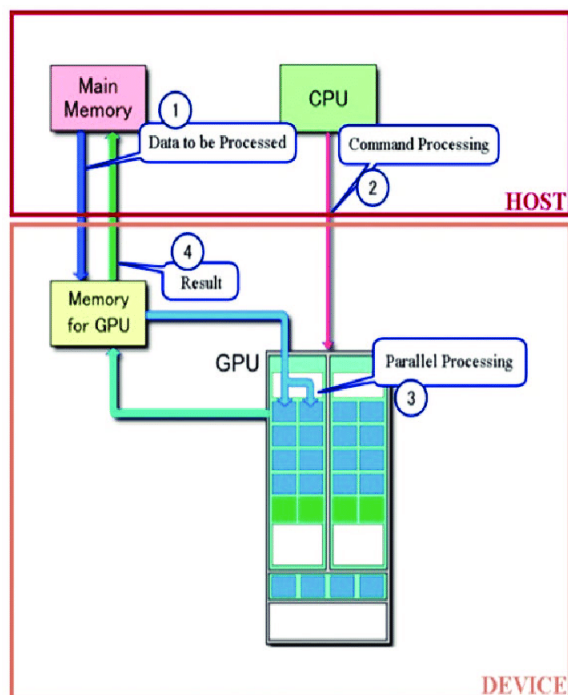 Main
Memory
1
Data to be Processed
CPU
Command Processing
2
HOST
4
Result
Memory
for GPU
GPU
Parallel Processing
3
DEVICE